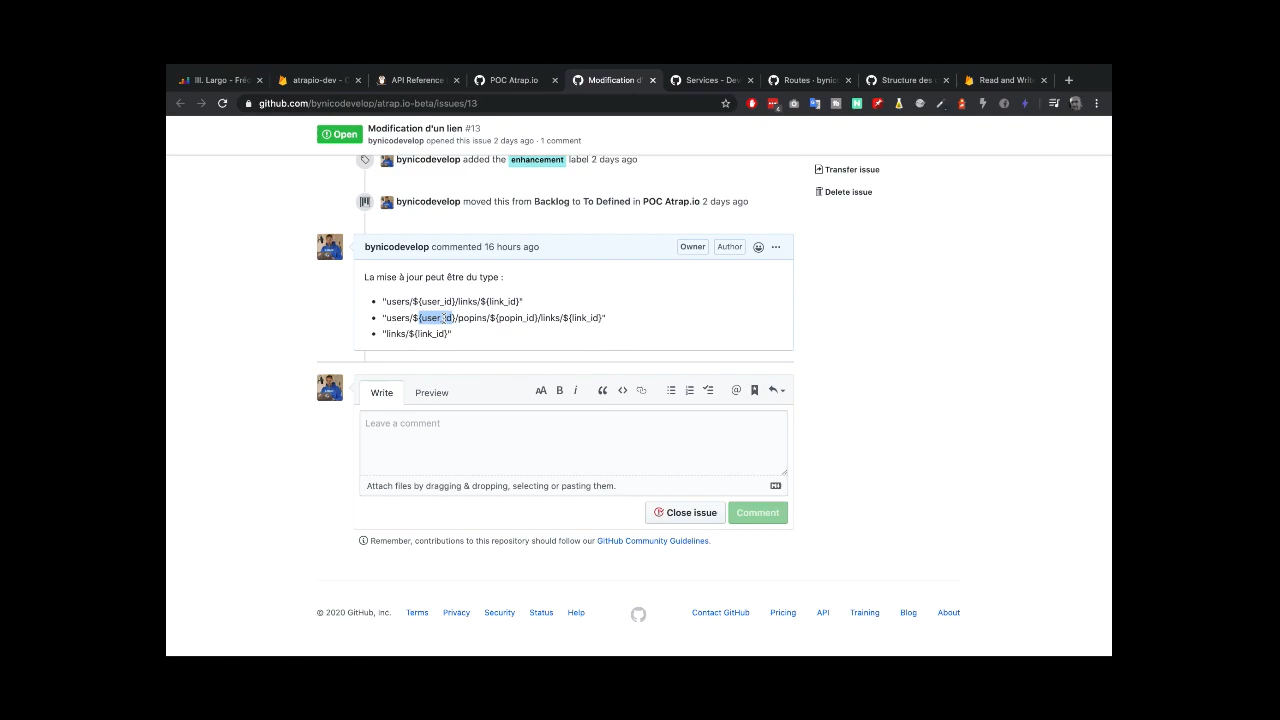 III. Largo - Fré
atrapio-dev - C
API Reference
POC Atrap.io
Modification d'
Services - Dev
Routes · bynic
Structure des
Read and Write
github.com/bynicodevelop/atrap.io-beta/issues/13
Open
Modification d'un lien #13
bynicodevelop opened this issue 2 days ago · 1 comment
bynicodevelop added the enhancement label 2 days ago
Transfer issue
Delete issue
bynicodevelop moved this from Backlog to To Defined in POC Atrap.io 2 days ago
bynicodevelop commented 16 hours ago
Owner
Author
La mise à jour peut être du type :
• "users/${user_id}/links/${link_id}"
• "users/${user_id}/popins/${popin_id}/links/${link_id}"
• "links/${link_id}"
Write
Preview
Leave a comment
Attach files by dragging & dropping, selecting or pasting them.
Close issue
Comment
Remember, contributions to this repository should follow our GitHub Community Guidelines.
© 2020 GitHub, Inc.
Terms
Privacy
Security
Status
Help
Contact GitHub
Pricing
API
Training
Blog
About